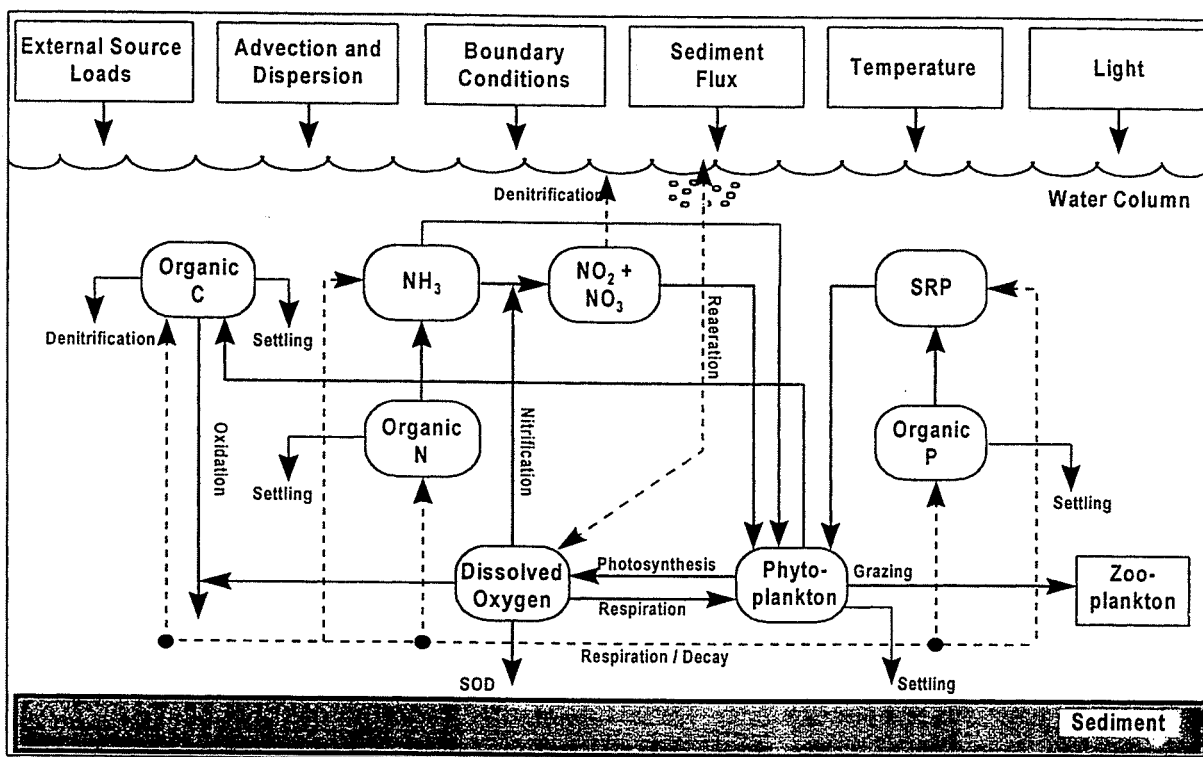 External Source
Loads
Advection and
Dispersion
Boundary
Conditions
Sediment
Flux
Temperature
Light
Denitrification
Water Column
Organic
C
NH₃
NO₂ +
NO₃
SRP
Denitrification
Settling
Reaeration
Oxidation
Nitrification
Organic
N
Organic
P
Settling
Settling
Dissolved
Oxygen
Photosynthesis
Respiration
Phyto-
plankton
Grazing
Zoo-
plankton
Respiration / Decay
SOD
Settling
Sediment